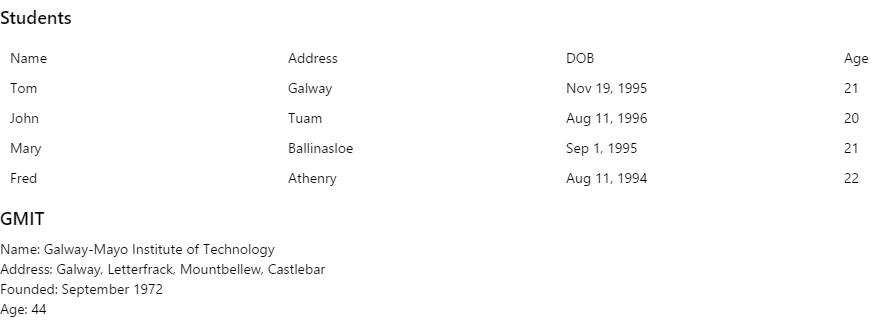 Students
Name Address DOB Age
Tom Galway Nov 19, 1995 21
John Tuam Aug 11, 1996 20
Mary Ballinasloe Sep 1, 1995 21
Fred Athenry Aug 11, 1994 22
GMIT
Name: Galway-Mayo Institute of Technology
Address: Galway, Letterfrack, Mountbellew, Castlebar
Founded: September 1972
Age: 44